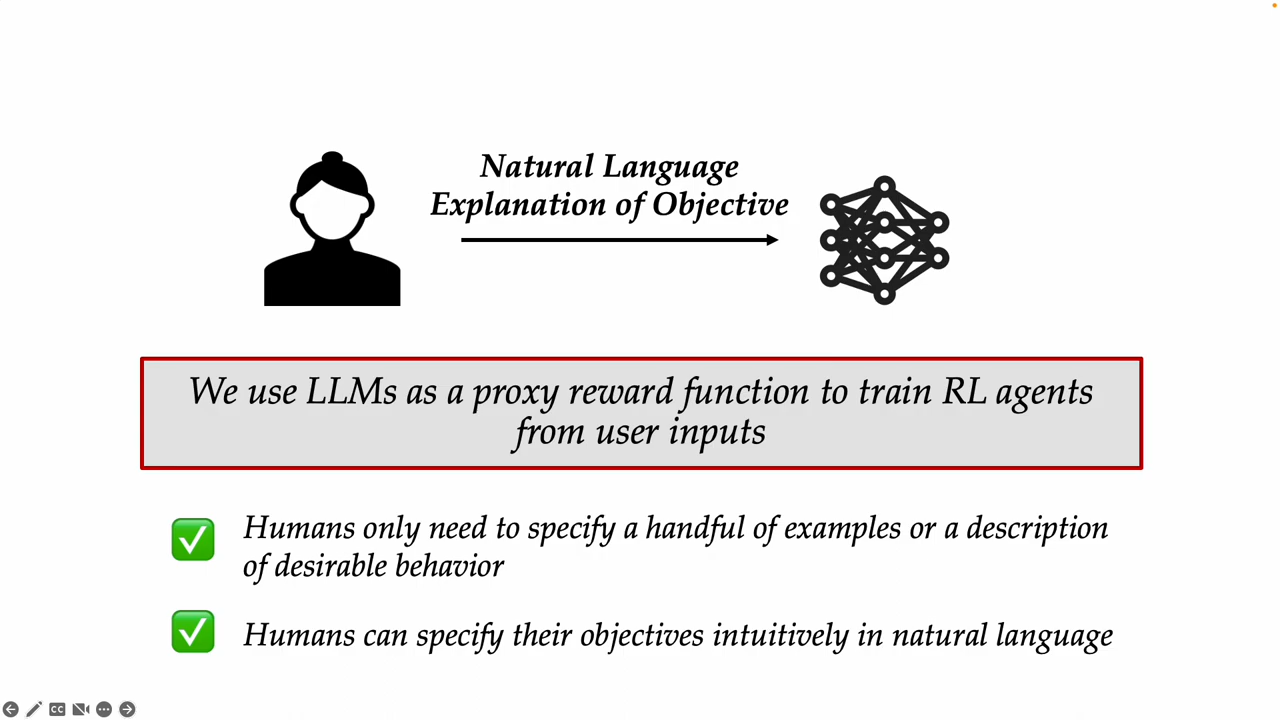 Natural Language
Explanation of Objective
We use LLMs as a proxy reward function to train RL agents
from user inputs
Humans only need to specify a handful of examples or a description
of desirable behavior
Humans can specify their objectives intuitively in natural language
CC